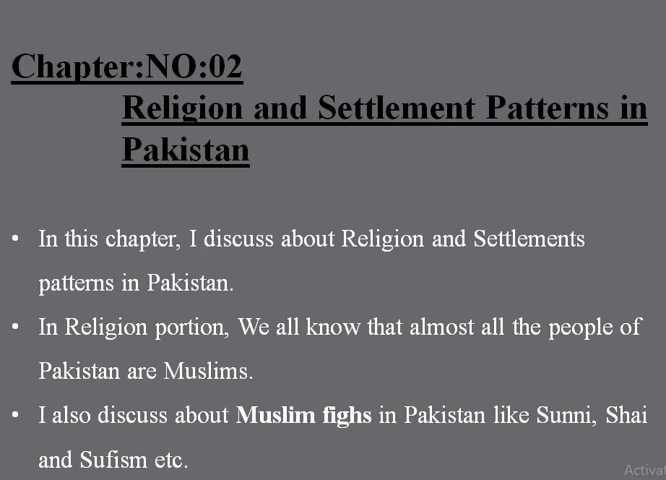 Chapter:NO:02
Religion and Settlement Patterns in
Pakistan
• In this chapter, I discuss about Religion and Settlements
patterns in Pakistan.
• In Religion portion, We all know that almost all the people of
Pakistan are Muslims.
• I also discuss about Muslim fighs in Pakistan like Sunni, Shai
and Sufism etc.
Activat